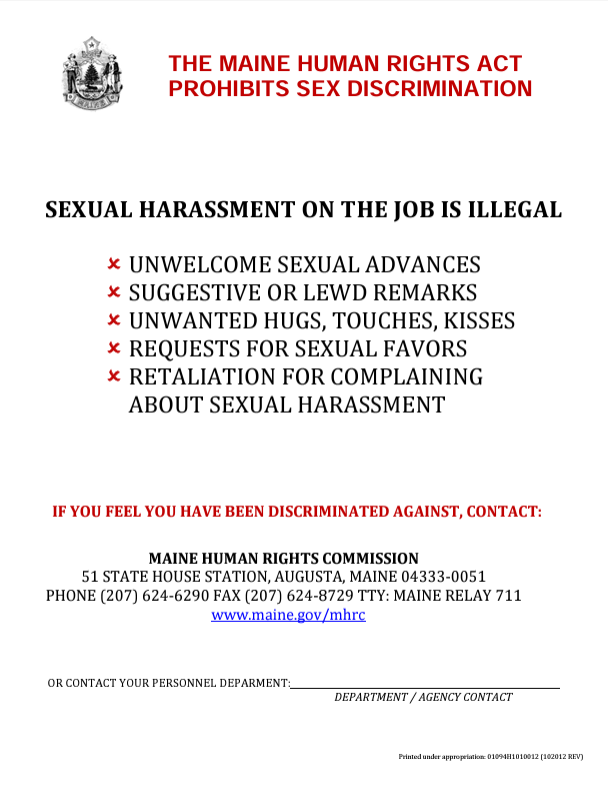 THE MAINE HUMAN RIGHTS ACT
PROHIBITS SEX DISCRIMINATION
SEXUAL HARASSMENT ON THE JOB IS ILLEGAL
✘ UNWELCOME SEXUAL ADVANCES
✘ SUGGESTIVE OR LEWD REMARKS
✘ UNWANTED HUGS, TOUCHES, KISSES
✘ REQUESTS FOR SEXUAL FAVORS
✘ RETALIATION FOR COMPLAINING
ABOUT SEXUAL HARASSMENT
IF YOU FEEL YOU HAVE BEEN DISCRIMINATED AGAINST, CONTACT:
MAINE HUMAN RIGHTS COMMISSION
51 STATE HOUSE STATION, AUGUSTA, MAINE 04333-0051
PHONE (207) 624-6290 FAX (207) 624-8729 TTY: MAINE RELAY 711
www.maine.gov/mhrc
OR CONTACT YOUR PERSONNEL DEPARMENT:
DEPARTMENT / AGENCY CONTACT
Printed under appropriation: 01094H1010012 (102012 REV)